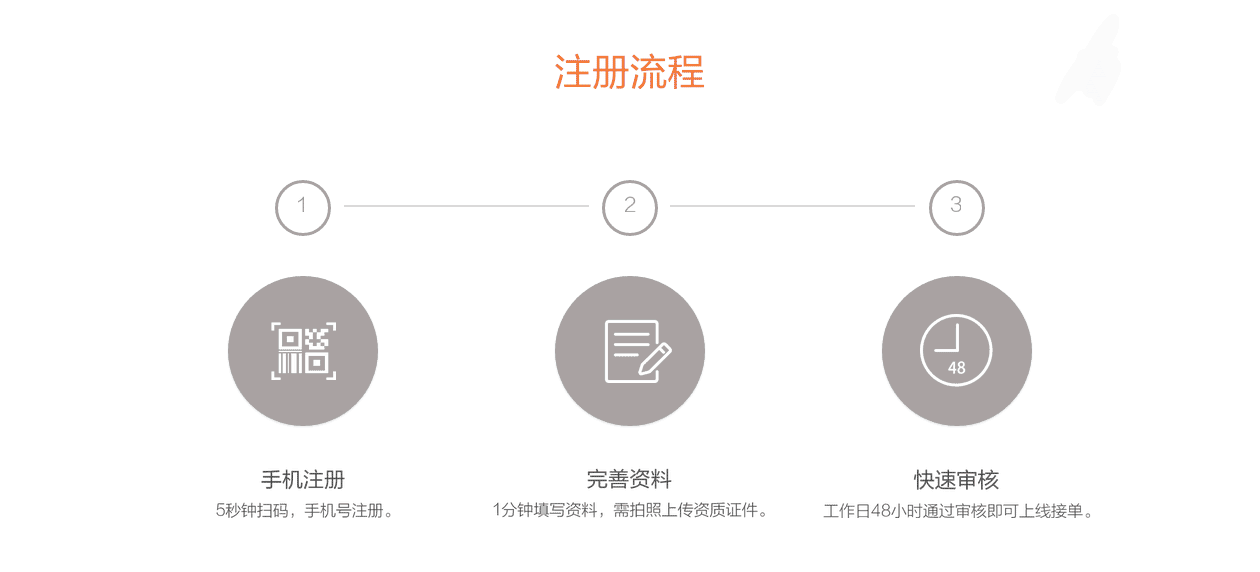 注册流程
1
2
3
48
手机注册
完善资料
快速审核
5秒钟扫码，手机号注册。
1分钟填写资料，需拍照上传资质证件。
工作日48小时通过审核即可上线接单。